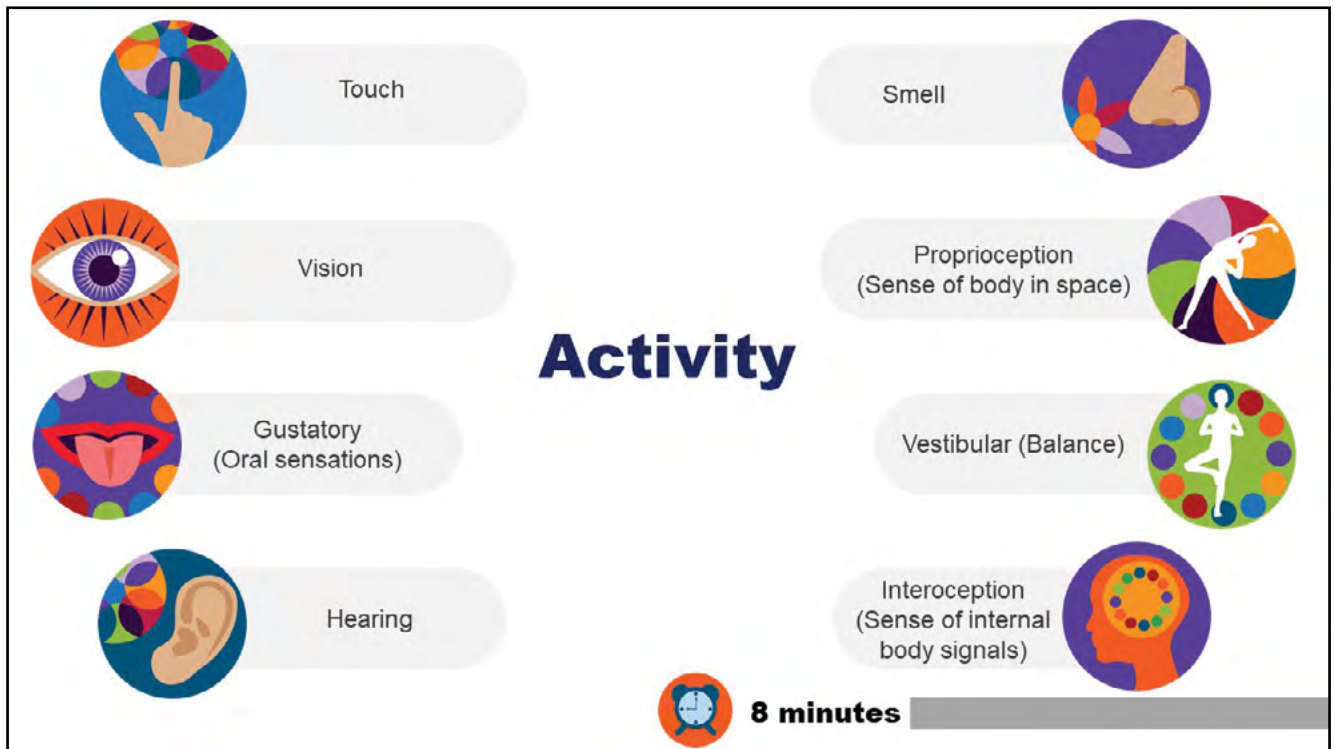 Touch
Vision
Gustatory
(Oral sensations)
Hearing
Activity
Smell
Proprioception
(Sense of body in space)
Vestibular (Balance)
Interoception
(Sense of internal
body signals)
8 minutes